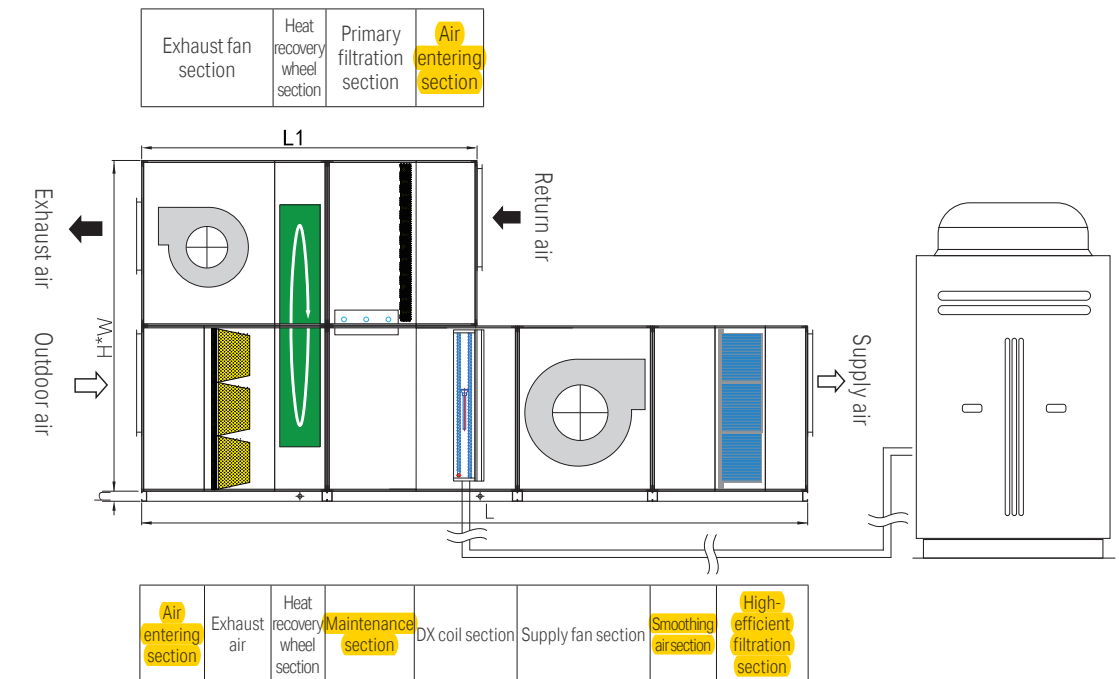 Exhaust fan
section
Heat
recovery
wheel
section
Primary
filtration
section
Air
entering
section
L1
Exhaust air
Return air
W*H
Outdoor air
Supply air
L
Air
entering
section
Exhaust
air
Heat
recovery
wheel
section
Maintenance
section
DX coil section
Supply fan section
Smoothing
air section
High-
efficient
filtration
section